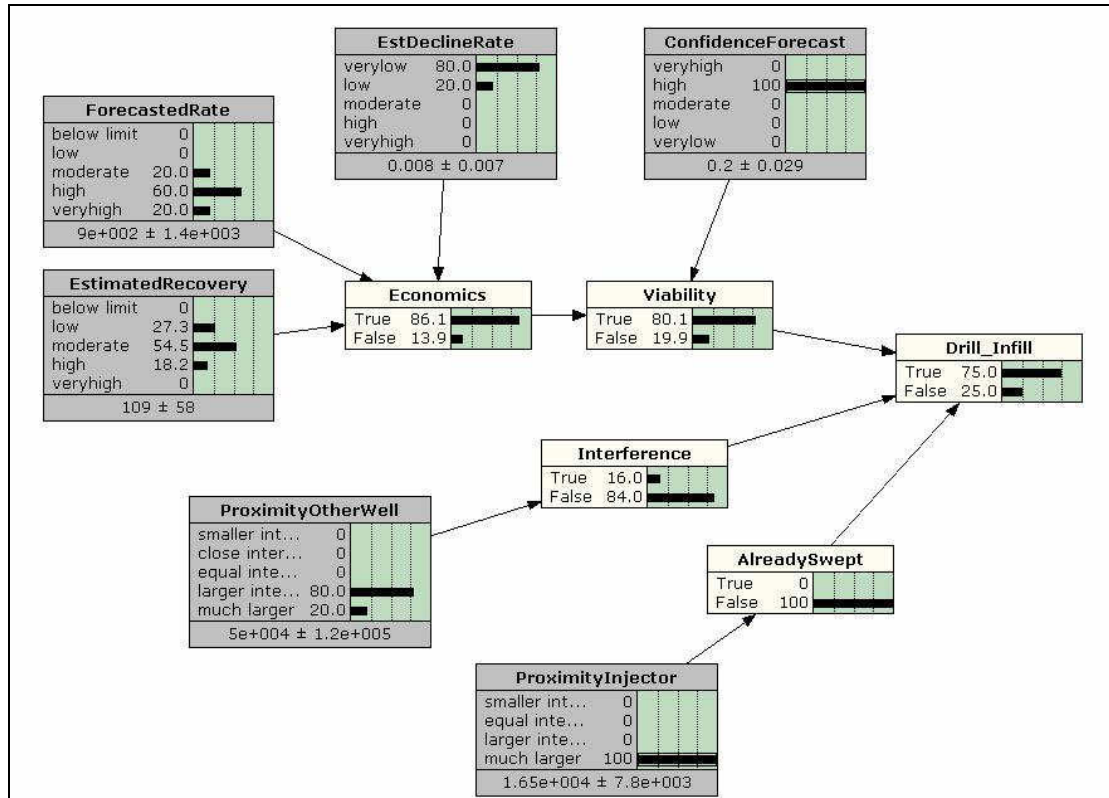 EstDeclineRate
verylow 80.0
low 20.0
moderate 0
high 0
veryhigh 0
0.008 ± 0.007
ConfidenceForecast
veryhigh 0
high 100
moderate 0
low 0
verylow 0
0.2 ± 0.029
ForecastedRate
below limit 0
low 0
moderate 20.0
high 60.0
veryhigh 20.0
9e+002 ± 1.4e+003
EstimatedRecovery
below limit 0
low 27.3
moderate 54.5
high 18.2
veryhigh 0
109 ± 58
Economics
True 86.1
False 13.9
Viability
True 80.1
False 19.9
Drill_Infill
True 75.0
False 25.0
Interference
True 16.0
False 84.0
ProximityOtherWell
smaller int...
0
close inter... 0
equal inte... 0
larger inte... 80.0
much larger 20.0
5e+004 ± 1.2e+005
AlreadySwept
True 0
False 100
ProximityInjector
smaller int... 0
equal inte... 0
larger inte... 0
much larger 100
1.65e+004 ± 7.8e+003